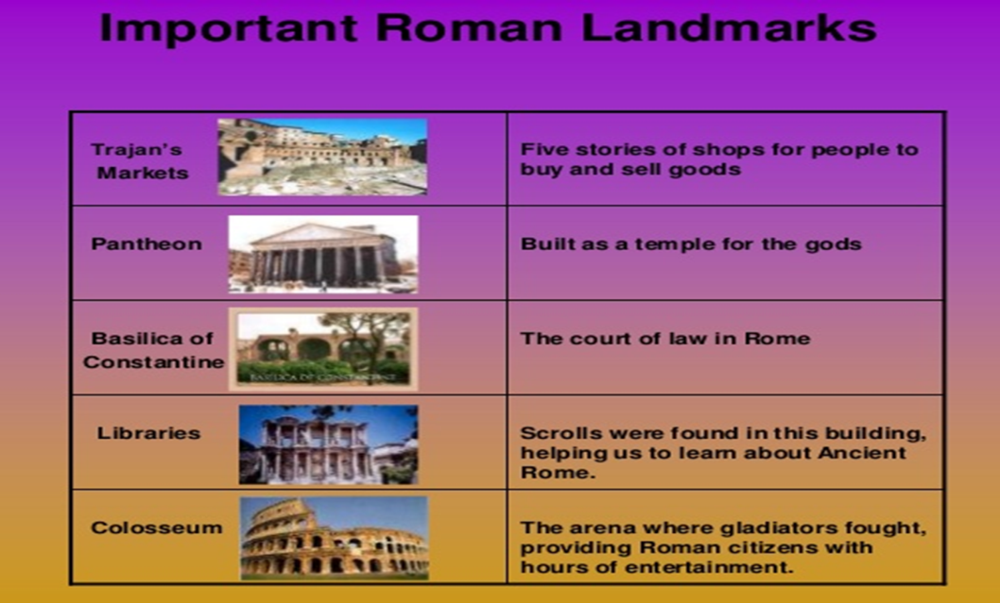 Important Roman Landmarks
Trajan's
Markets
Five stories of shops for people to
buy and sell goods
Pantheon
Built as a temple for the gods
Basilica of
Constantine
BASILICA DE CONSTANTINE
The court of law in Rome
Libraries
Scrolls were found in this building,
helping us to learn about Ancient
Rome.
Colosseum
The arena where gladiators fought,
providing Roman citizens with
hours of entertainment.